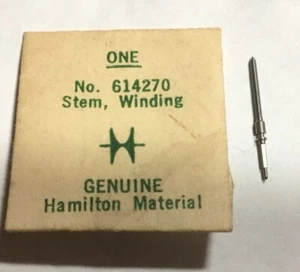 ONE
No. 614270
Stem, Winding
GENUINE
Hamilton Material